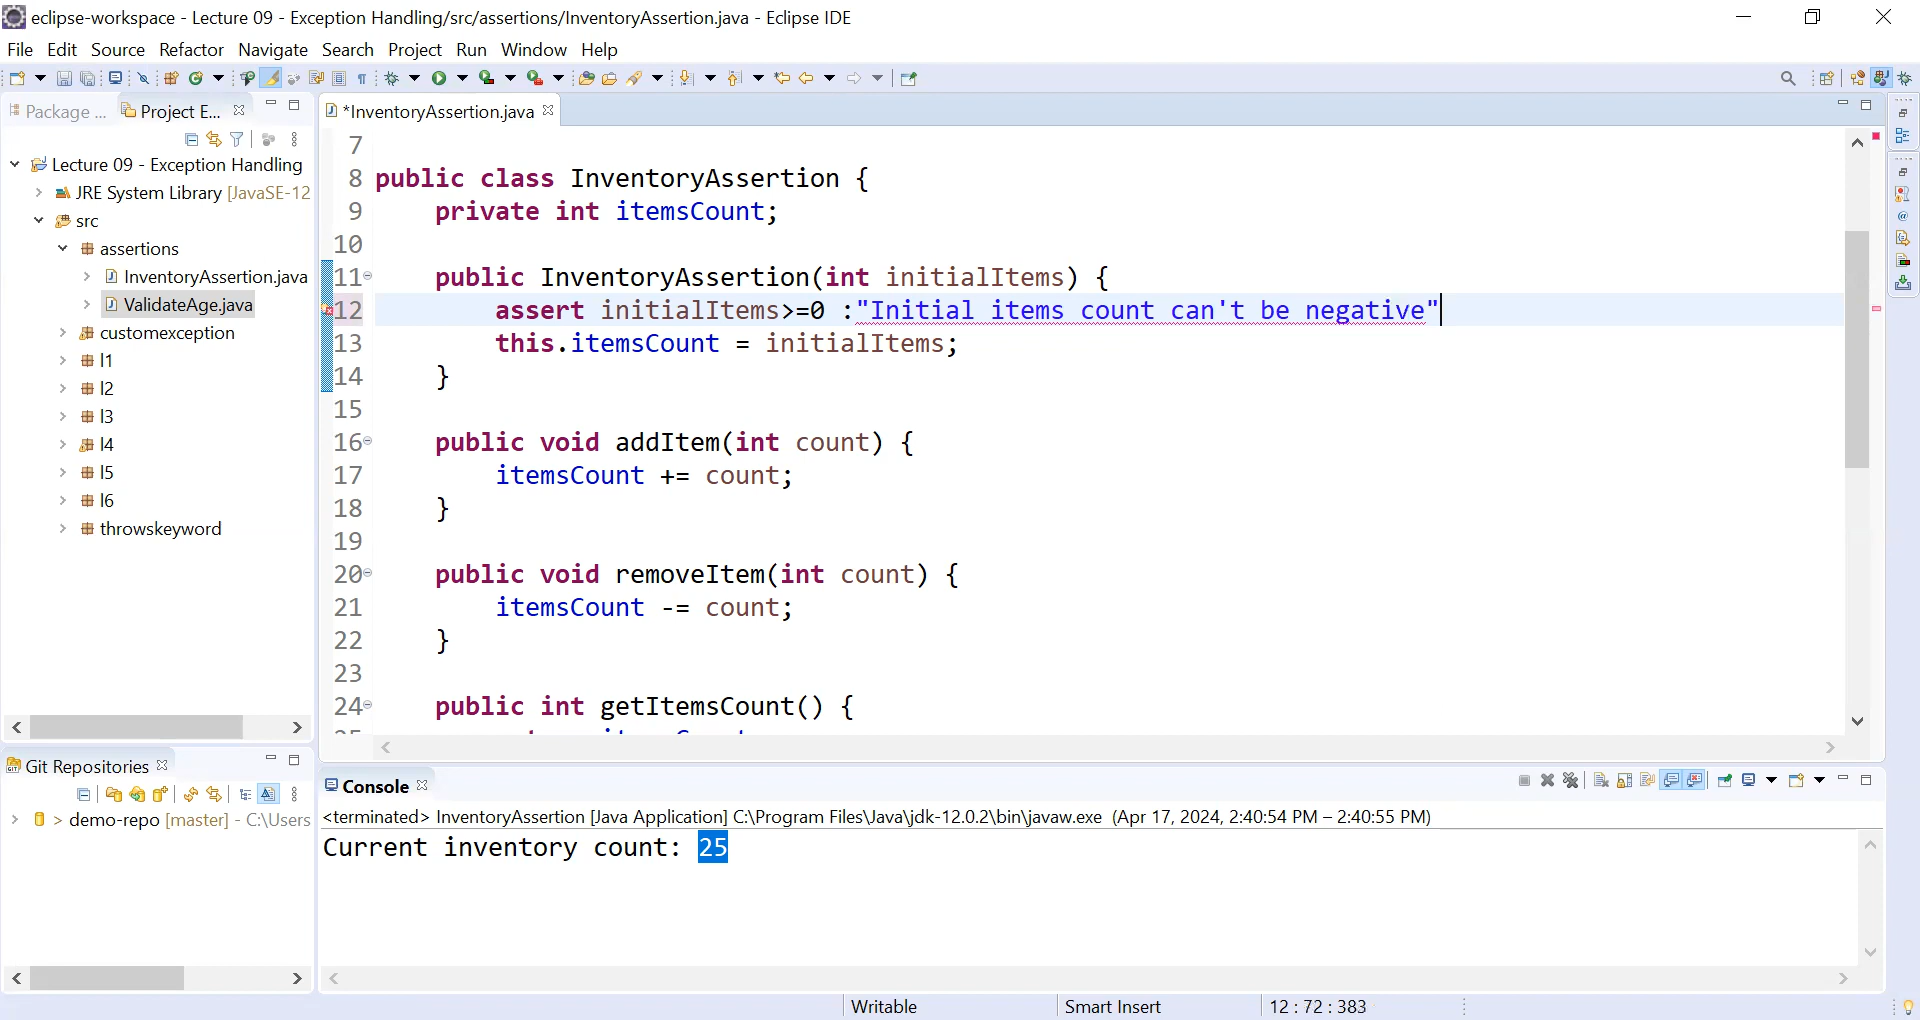 eclipse-workspace - Lecture 09 - Exception Handling/src/assertions/InventoryAssertion.java - Eclipse IDE
File Edit Source Refactor Navigate Search Project Run Window Help
Package ... Project E...
*InventoryAssertion.java
Lecture 09 - Exception Handling
JRE System Library [JavaSE-12
src
assertions
InventoryAssertion.java
ValidateAge.java
customexception
l1
l2
l3
l4
l5
l6
throwskeyword
7
8 public class InventoryAssertion {
9 private int itemsCount;
10
11 public InventoryAssertion(int initialItems) {
12 assert initialItems>=0 :"Initial items count can't be negative"
13 this.itemsCount = initialItems;
14 }
15
16 public void addItem(int count) {
17 itemsCount += count;
18 }
19
20 public void removeItem(int count) {
21 itemsCount -= count;
22 }
23
24 public int getItemsCount() {
Git Repositories
> demo-repo [master] - C:\Users
Console
<terminated> InventoryAssertion [Java Application] C:\Program Files\Java\jdk-12.0.2\bin\javaw.exe (Apr 17, 2024, 2:40:54 PM – 2:40:55 PM)
Current inventory count: 25
Writable Smart Insert 12 : 72 : 383